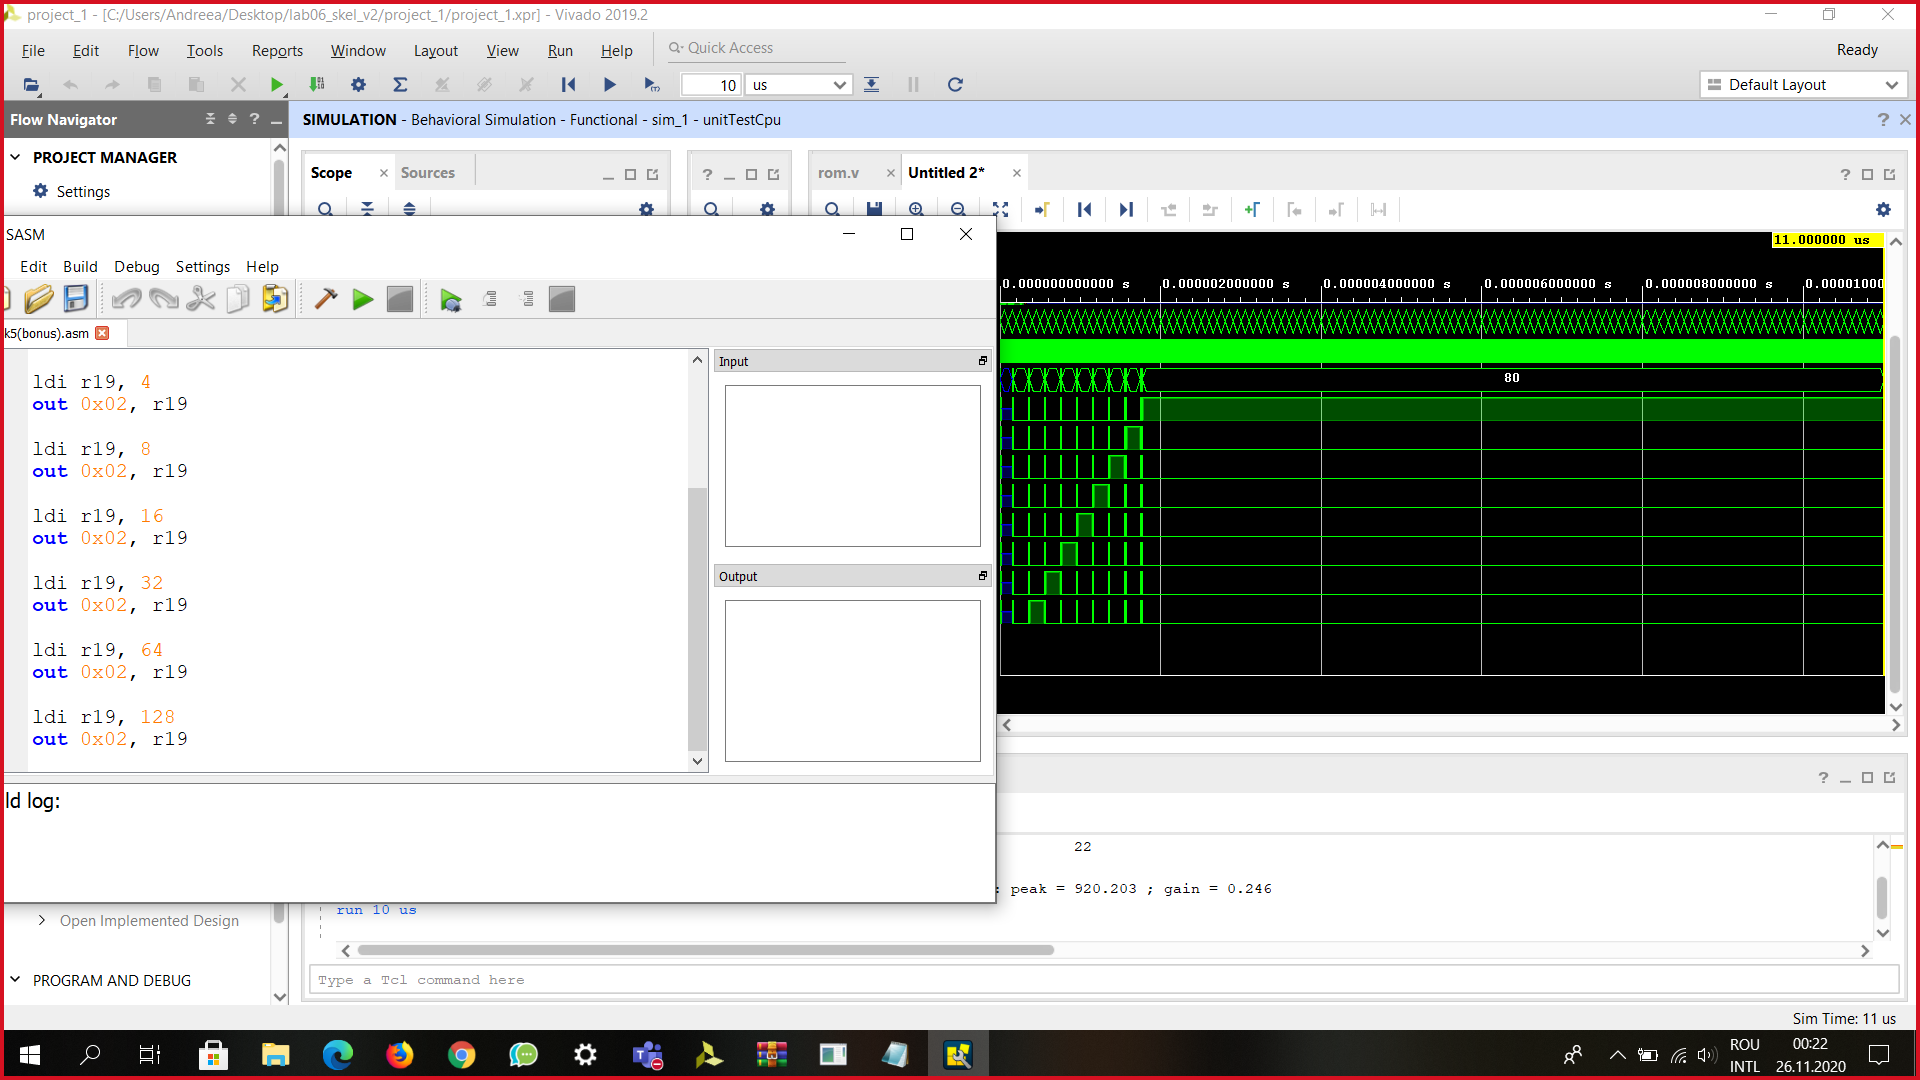 project_1 - [C:/Users/Andreea/Desktop/lab06_skel_v2/project_1/project_1.xpr] - Vivado 2019.2
File Edit Flow Tools Reports Window Layout View Run Help Quick Access Ready
10 us Default Layout
Flow Navigator SIMULATION - Behavioral Simulation - Functional - sim_1 - unitTestCpu
PROJECT MANAGER
Settings
Scope Sources rom.v Untitled 2*
SASM
Edit Build Debug Settings Help
k5(bonus).asm
ldi r19, 4
out 0x02, r19
ldi r19, 8
out 0x02, r19
ldi r19, 16
out 0x02, r19
ldi r19, 32
out 0x02, r19
ldi r19, 64
out 0x02, r19
ldi r19, 128
out 0x02, r19
Input
Output
ld log:
11.000000 us
0.000000000000 s 0.000002000000 s 0.000004000000 s 0.000006000000 s 0.000008000000 s 0.00001000
80
22
: peak = 920.203 ; gain = 0.246
run 10 us
Type a Tcl command here
Open Implemented Design
PROGRAM AND DEBUG
Sim Time: 11 us
ROU
INTL
00:22
26.11.2020